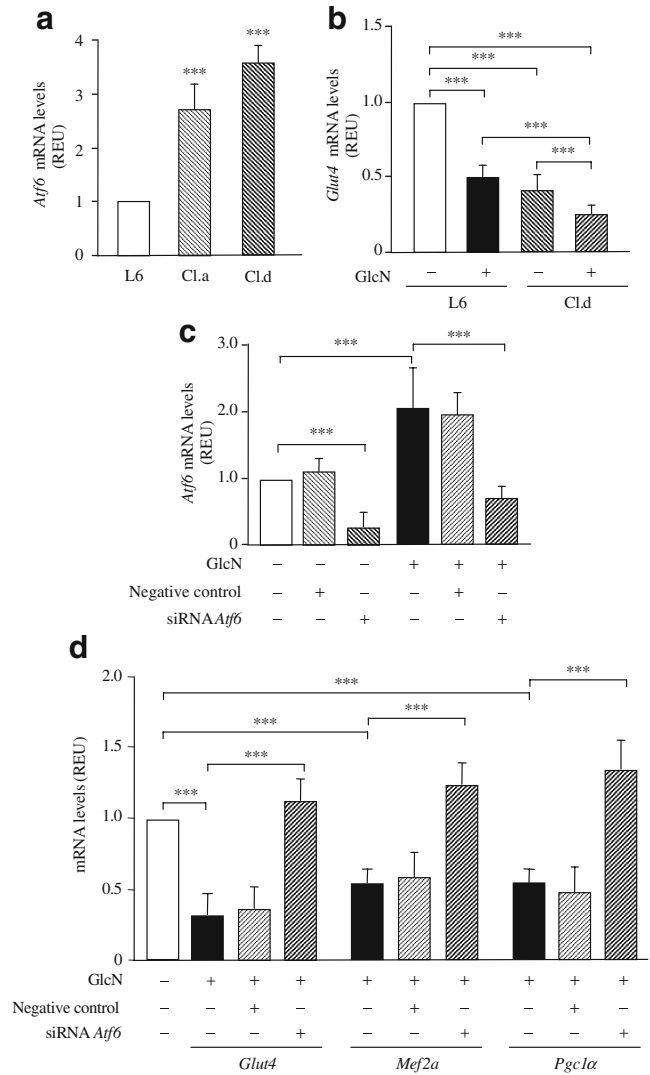 a
Atf6 mRNA levels
(REU)
4
3
2
1
0
***
***
L6 Cl.a Cl.d
b
Glut4 mRNA levels
(REU)
1.5
1.0
0.5
0
***
***
***
***
***
GlcN – + – +
L6 Cl.d
c
Atf6 mRNA levels
(REU)
3.0
2.0
1.0
0
***
***
***
GlcN – – – + + +
Negative control – + – – + –
siRNA Atf6 – – + – – +
d
mRNA levels (REU)
2.0
1.5
1.0
0.5
0
***
***
***
***
***
***
GlcN – + + + + + + + + +
Negative control – – + – – + – – + –
siRNA Atf6 – – – + – – + – – +
Glut4 Mef2a Pgc1α